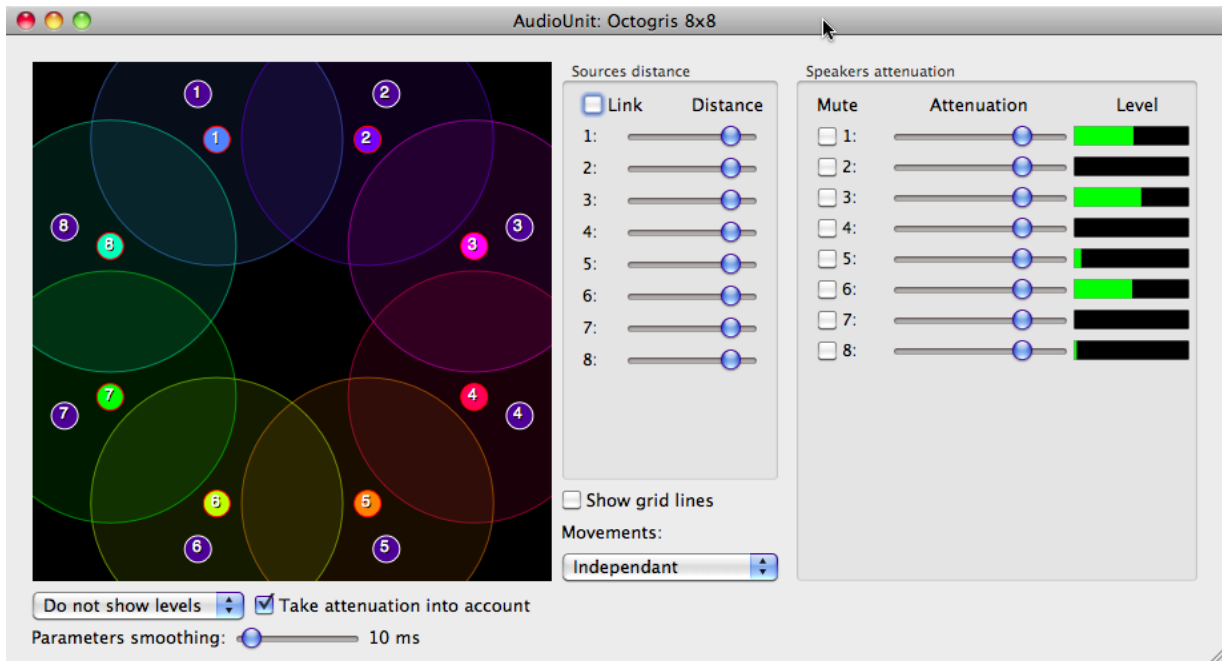 AudioUnit: Octogris 8x8
1 2
1 2
8 3
8 3
7 4
7 4
6 5
6 5
Do not show levels Take attenuation into account
Parameters smoothing: 10 ms
Sources distance
Link Distance
1:
2:
3:
4:
5:
6:
7:
8:
Show grid lines
Movements:
Independant
Speakers attenuation
Mute Attenuation Level
1:
2:
3:
4:
5:
6:
7:
8: